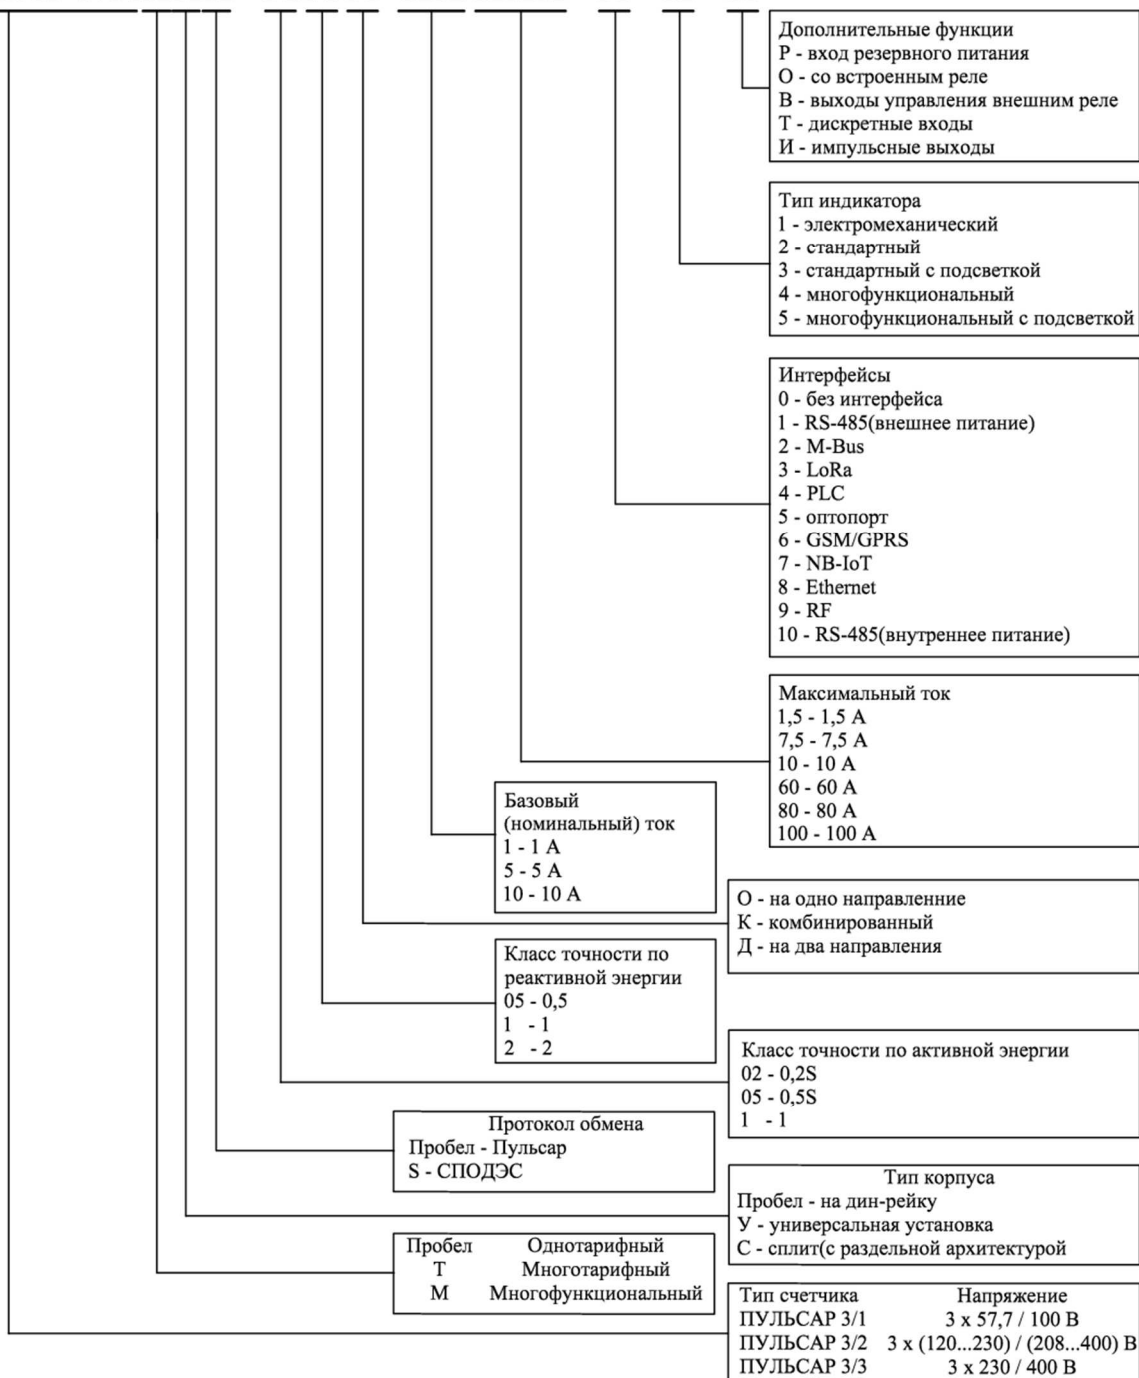 Дополнительные функции
Р - вход резервного питания
О - со встроенным реле
В - выходы управления внешним реле
Т - дискретные входы
И - импульсные выходы
Тип индикатора
1 - электромеханический
2 - стандартный
3 - стандартный с подсветкой
4 - многофункциональный
5 - многофункциональный с подсветкой
Интерфейсы
0 - без интерфейса
1 - RS-485(внешнее питание)
2 - M-Bus
3 - LoRa
4 - PLC
5 - оптопорт
6 - GSM/GPRS
7 - NB-IoT
8 - Ethernet
9 - RF
10 - RS-485(внутреннее питание)
Максимальный ток
1,5 - 1,5 А
7,5 - 7,5 А
10 - 10 А
60 - 60 А
80 - 80 А
100 - 100 А
Базовый
(номинальный) ток
1 - 1 А
5 - 5 А
10 - 10 А
О - на одно направленние
К - комбинированный
Д - на два направления
Класс точности по
реактивной энергии
05 - 0,5
1 - 1
2 - 2
Класс точности по активной энергии
02 - 0,2S
05 - 0,5S
1 - 1
Протокол обмена
Пробел - Пульсар
S - СПОДЭС
Тип корпуса
Пробел - на дин-рейку
У - универсальная установка
С - сплит(с раздельной архитектурой
Пробел Однотарифный
Т Многотарифный
М Многофункциональный
Тип счетчика Напряжение
ПУЛЬСАР 3/1 3 х 57,7 / 100 В
ПУЛЬСАР 3/2 3 х (120...230) / (208...400) В
ПУЛЬСАР 3/3 3 х 230 / 400 В